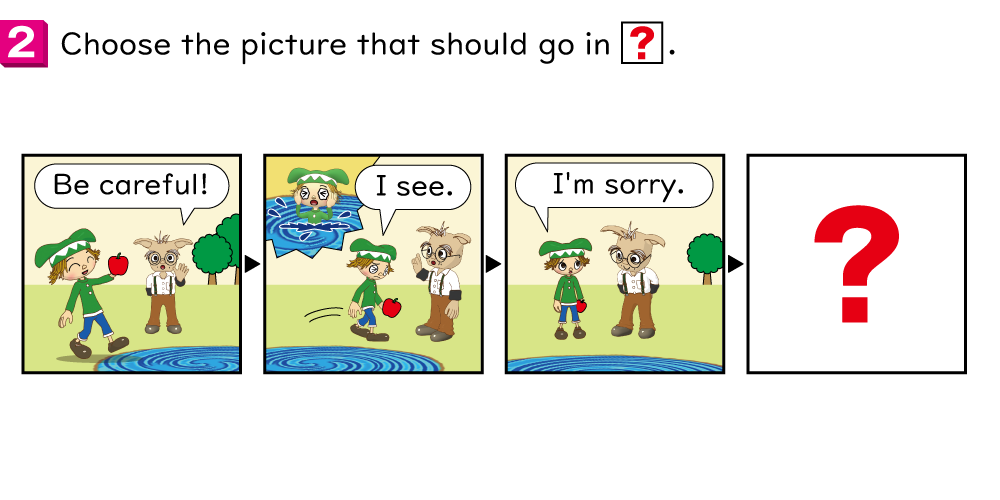 2 Choose the picture that should go in ? .
Be careful!
I see.
I'm sorry.
?